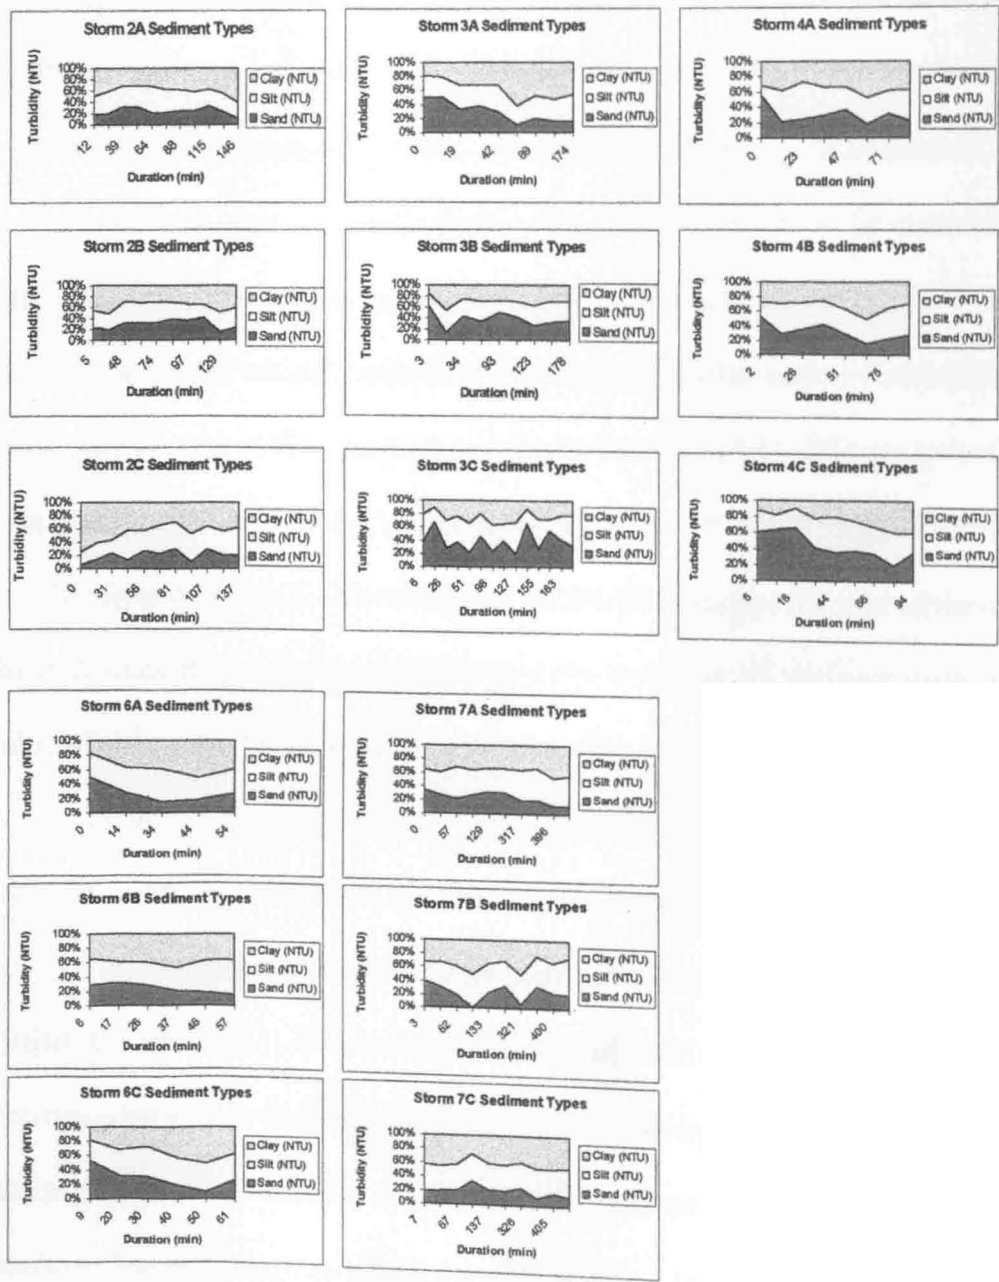 Storm 2A Sediment Types
Turbidity (NTU)
100%
80%
60%
40%
20%
0%
12
39
64
88
115
146
Duration (min)
Clay (NTU)
Silt (NTU)
Sand (NTU)
Storm 3A Sediment Types
Turbidity (NTU)
100%
80%
60%
40%
20%
0%
0
19
42
89
174
Duration (min)
Clay (NTU)
Silt (NTU)
Sand (NTU)
Storm 4A Sediment Types
Turbidity (NTU)
100%
80%
60%
40%
20%
0%
0
23
47
71
Duration (min)
Clay (NTU)
Silt (NTU)
Sand (NTU)
Storm 2B Sediment Types
Turbidity (NTU)
100%
80%
60%
40%
20%
0%
5
48
74
97
129
Duration (min)
Clay (NTU)
Silt (NTU)
Sand (NTU)
Storm 3B Sediment Types
Turbidity (NTU)
100%
80%
60%
40%
20%
0%
3
34
93
123
178
Duration (min)
Clay (NTU)
Silt (NTU)
Sand (NTU)
Storm 4B Sediment Types
Turbidity (NTU)
100%
80%
60%
40%
20%
0%
2
26
51
75
Duration (min)
Clay (NTU)
Silt (NTU)
Sand (NTU)
Storm 2C Sediment Types
Turbidity (NTU)
100%
80%
60%
40%
20%
0%
0
31
56
81
107
137
Duration (min)
Clay (NTU)
Silt (NTU)
Sand (NTU)
Storm 3C Sediment Types
Turbidity (NTU)
100%
80%
60%
40%
20%
0%
6
26
51
98
127
155
163
Duration (min)
Clay (NTU)
Silt (NTU)
Sand (NTU)
Storm 4C Sediment Types
Turbidity (NTU)
100%
80%
60%
40%
20%
0%
18
44
68
94
Duration (min)
Clay (NTU)
Silt (NTU)
Sand (NTU)
Storm 6A Sediment Types
Turbidity (NTU)
100%
80%
60%
40%
20%
0%
0
14
34
44
54
Duration (min)
Clay (NTU)
Silt (NTU)
Sand (NTU)
Storm 7A Sediment Types
Turbidity (NTU)
100%
80%
60%
40%
20%
0%
0
57
129
317
396
Duration (min)
Clay (NTU)
Silt (NTU)
Sand (NTU)
Storm 6B Sediment Types
Turbidity (NTU)
100%
80%
60%
40%
20%
0%
6
17
26
37
46
57
Duration (min)
Clay (NTU)
Silt (NTU)
Sand (NTU)
Storm 7B Sediment Types
Turbidity (NTU)
100%
80%
60%
40%
20%
0%
3
62
133
321
400
Duration (min)
Clay (NTU)
Silt (NTU)
Sand (NTU)
Storm 6C Sediment Types
Turbidity (NTU)
100%
80%
60%
40%
20%
0%
9
20
30
40
50
61
Duration (min)
Clay (NTU)
Silt (NTU)
Sand (NTU)
Storm 7C Sediment Types
Turbidity (NTU)
100%
80%
60%
40%
20%
0%
7
67
137
326
405
Duration (min)
Clay (NTU)
Silt (NTU)
Sand (NTU)